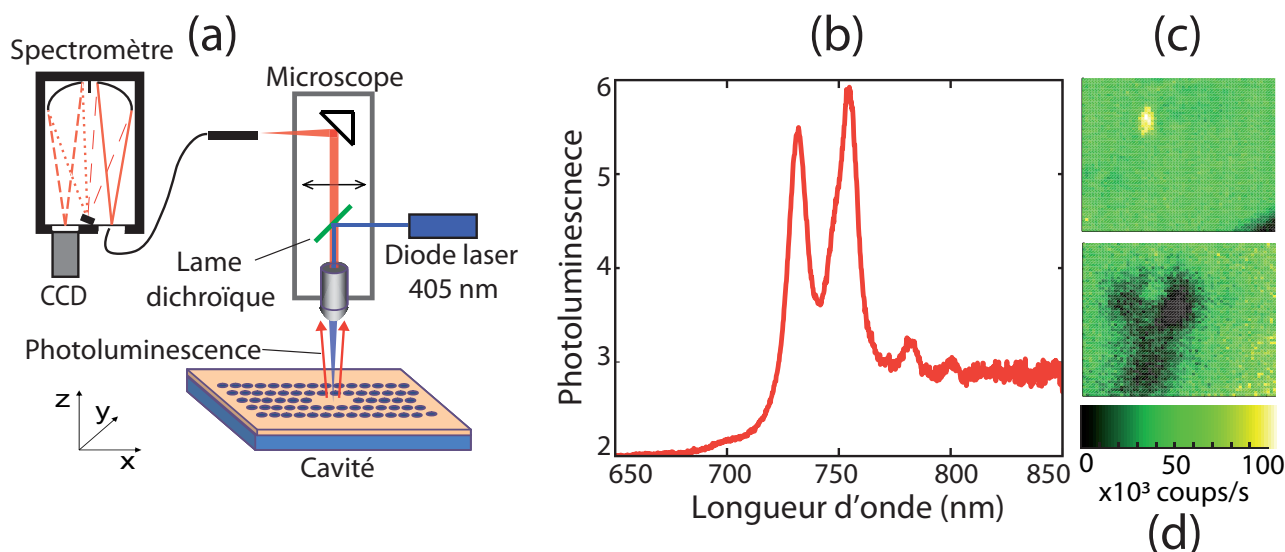 (a)
Spectromètre
Microscope
Lame
dichroïque
Diode laser
405 nm
CCD
Photoluminescence
z
y
x
Cavité
(b)
Photoluminescnece
6
5
4
3
2
650 700 750 800 850
Longueur d'onde (nm)
(c)
0 50 100
x10³ coups/s
(d)